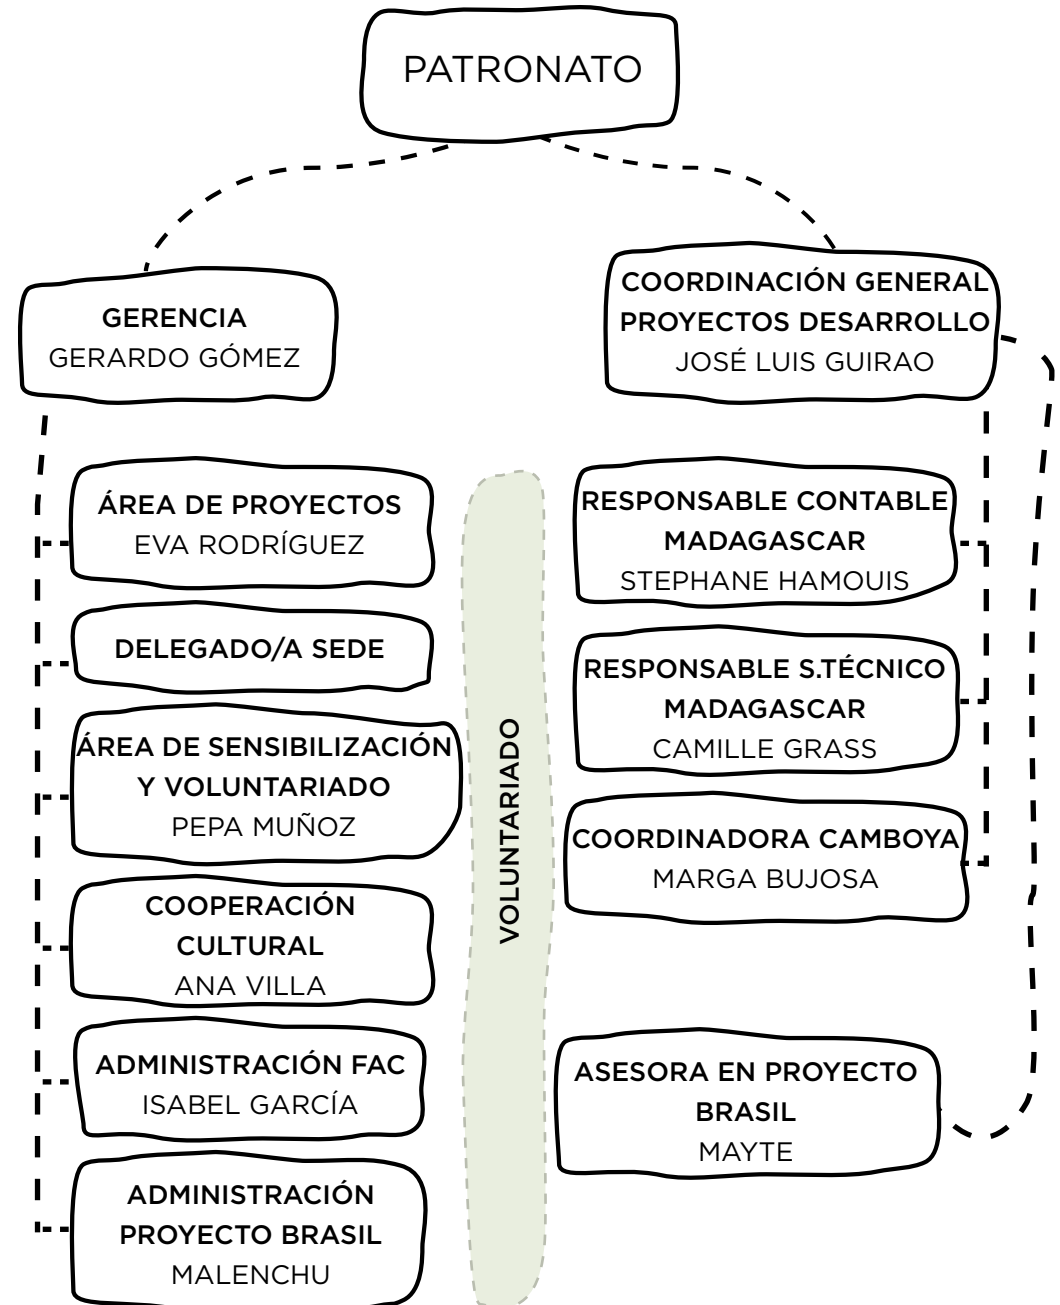 PATRONATO
GERENCIA
GERARDO GÓMEZ
COORDINACIÓN GENERAL
PROYECTOS DESARROLLO
JOSÉ LUIS GUIRAO
ÁREA DE PROYECTOS
EVA RODRÍGUEZ
DELEGADO/A SEDE
ÁREA DE SENSIBILIZACIÓN
Y VOLUNTARIADO
PEPA MUÑOZ
COOPERACIÓN
CULTURAL
ANA VILLA
ADMINISTRACIÓN FAC
ISABEL GARCÍA
ADMINISTRACIÓN
PROYECTO BRASIL
MALENCHU
VOLUNTARIADO
RESPONSABLE CONTABLE
MADAGASCAR
STEPHANE HAMOUIS
RESPONSABLE S.TÉCNICO
MADAGASCAR
CAMILLE GRASS
COORDINADORA CAMBOYA
MARGA BUJOSA
ASESORA EN PROYECTO
BRASIL
MAYTE